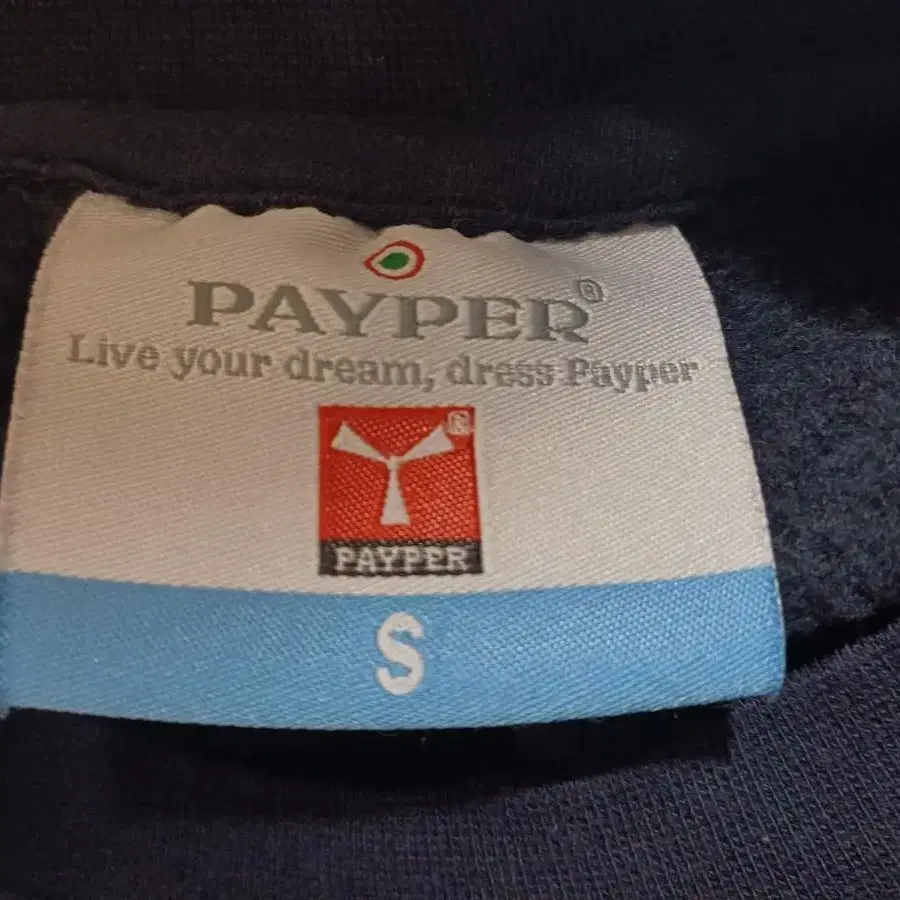 PAYPER®
Live your dream, dress Payper
®
PAYPER
S